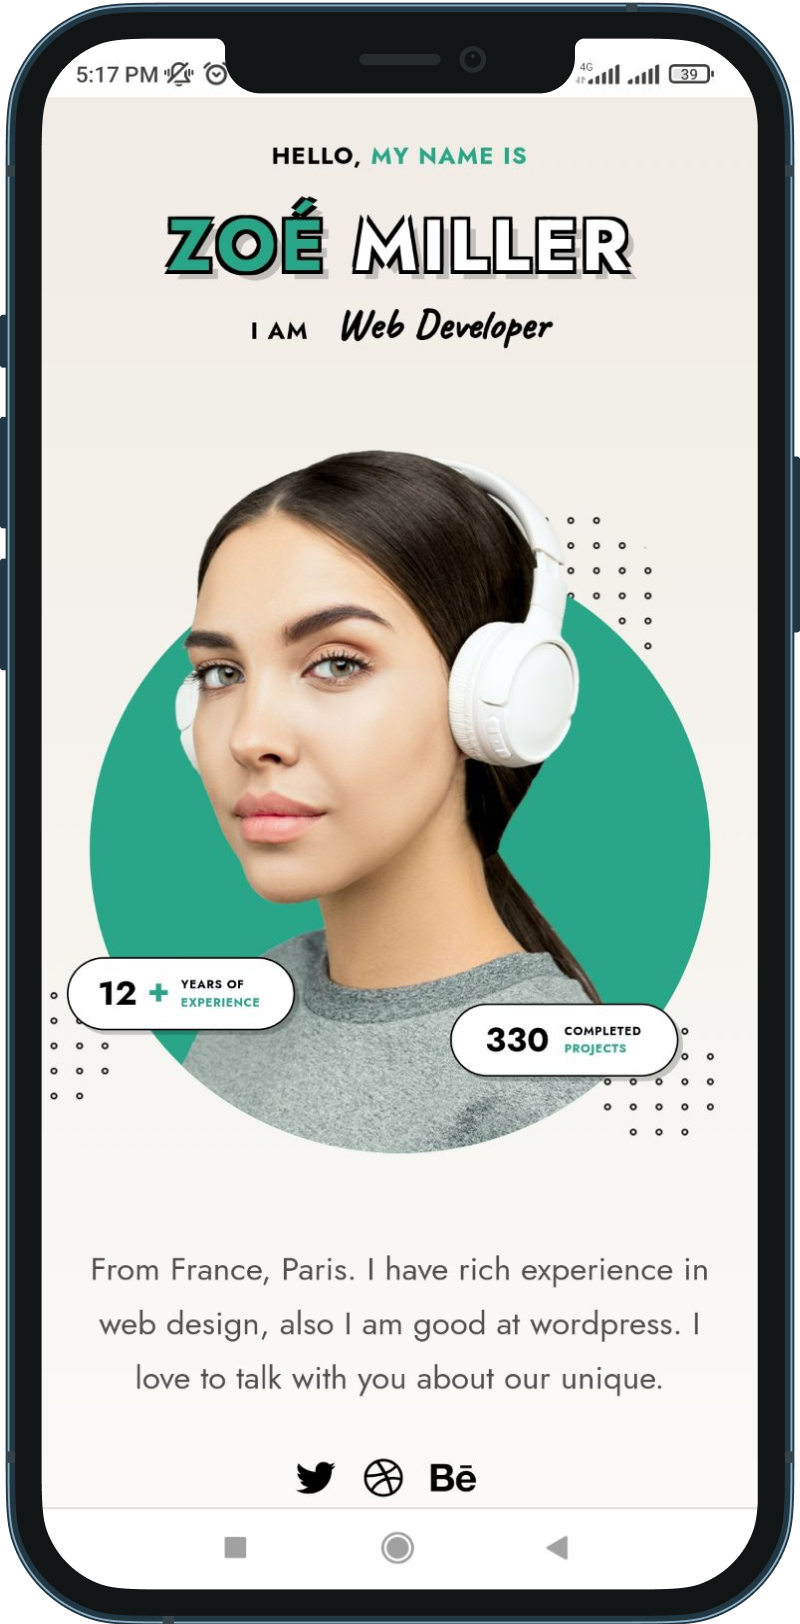 5:17 PM 4G 39
HELLO, MY NAME IS
ZOÉ MILLER
I AM Web Developer
12 + YEARS OF
EXPERIENCE
330 COMPLETED
PROJECTS
From France, Paris. I have rich experience in
web design, also I am good at wordpress. I
love to talk with you about our unique.
Bē